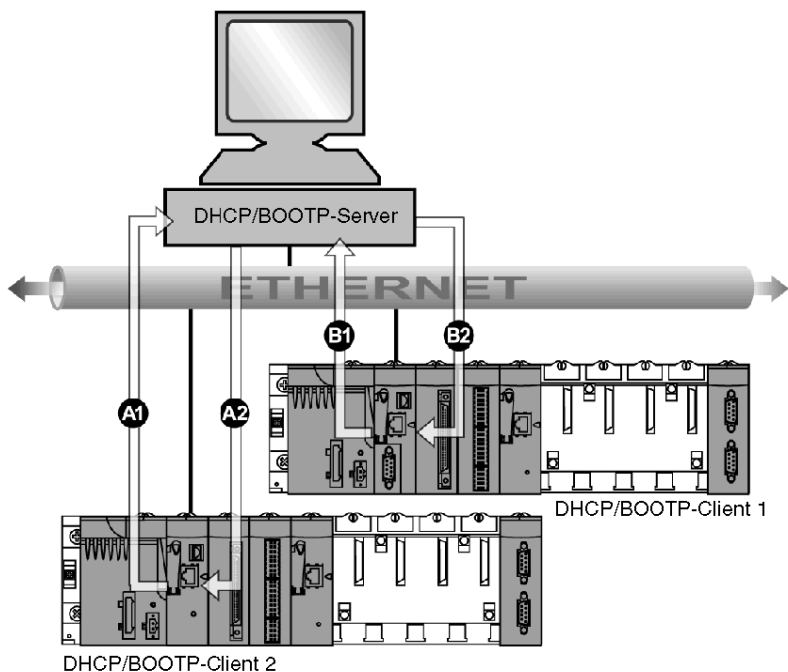 DHCP/BOOTP-Server
ETHERNET
B1
B2
A1
A2
DHCP/BOOTP-Client 1
DHCP/BOOTP-Client 2